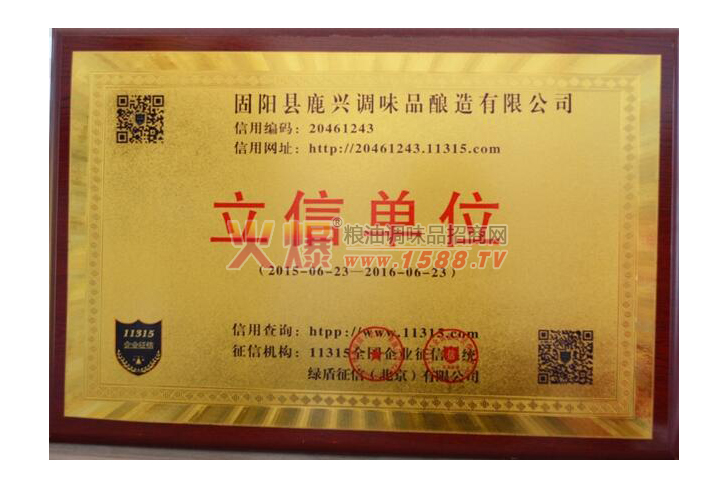 固阳县鹿兴调味品酿造有限公司
信用编码：20461243
信用网址：http://20461243.11315.com
立信单位
火爆®粮油调味品招商网
www.1588.TV
（2015-06-23—2016-06-23）
11315
企业征信
信用查询：htpp://www.11315.com
征信机构：11315全国企业征信系统
绿盾征信（北京）有限公司